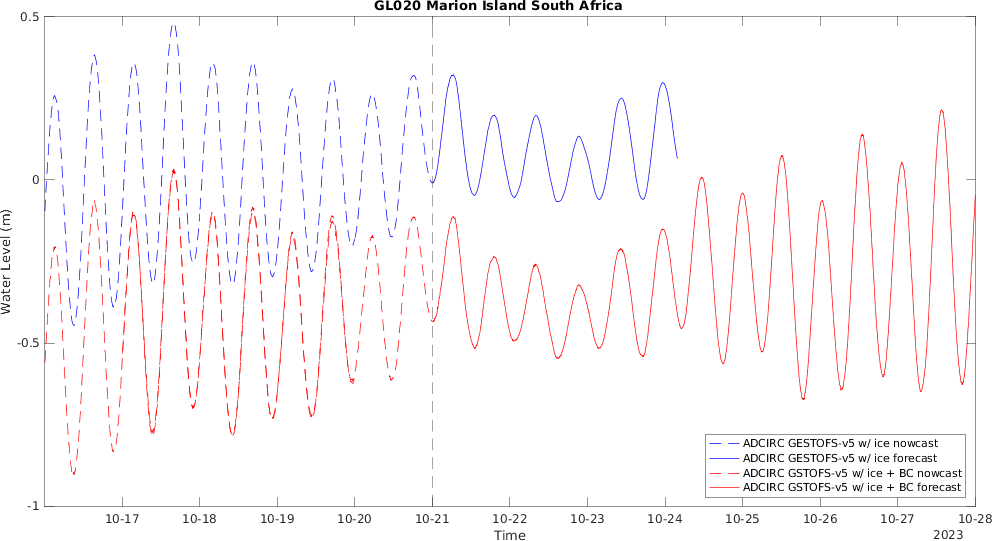 GL020 Marion Island South Africa
0.5
0
-0.5
-1
Water Level (m)
ADCIRC GESTOFS-v5 w/ ice nowcast
ADCIRC GESTOFS-v5 w/ ice forecast
ADCIRC GSTOFS-v5 w/ ice + BC nowcast
ADCIRC GSTOFS-v5 w/ ice + BC forecast
10-17 10-18 10-19 10-20 10-21 10-22 10-23 10-24 10-25 10-26 10-27 10-28
Time
2023